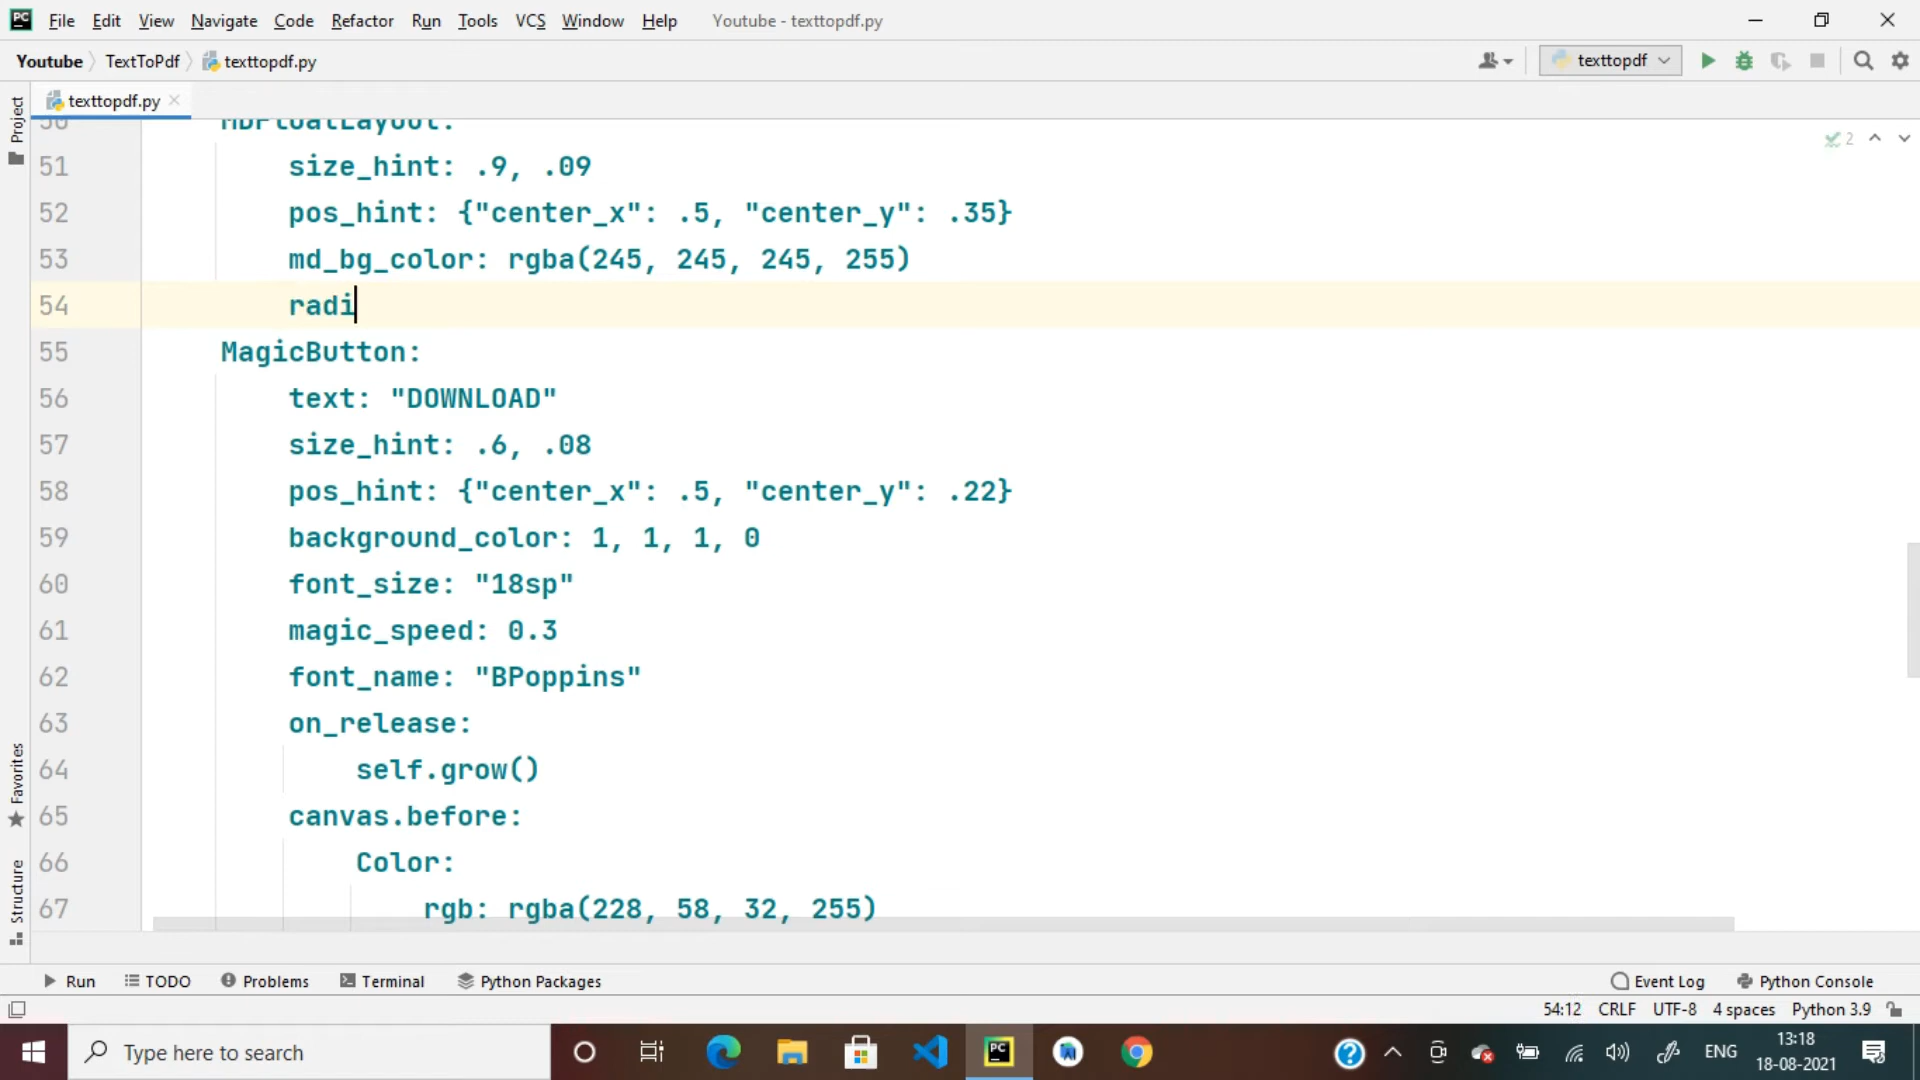 PC File Edit View Navigate Code Refactor Run Tools VCS Window Help Youtube - texttopdf.py
Youtube TextToPdf texttopdf.py texttopdf
texttopdf.py
Project
50 MDFloatLayout:
2
51 size_hint: .9, .09
52 pos_hint: {"center_x": .5, "center_y": .35}
53 md_bg_color: rgba(245, 245, 245, 255)
54 radi
55 MagicButton:
56 text: "DOWNLOAD"
57 size_hint: .6, .08
58 pos_hint: {"center_x": .5, "center_y": .22}
59 background_color: 1, 1, 1, 0
60 font_size: "18sp"
61 magic_speed: 0.3
62 font_name: "BPoppins"
63 on_release:
64 self.grow()
65 canvas.before:
66 Color:
67 rgb: rgba(228, 58, 32, 255)
Favorites
Structure
Run TODO Problems Terminal Python Packages Event Log Python Console
54:12 CRLF UTF-8 4 spaces Python 3.9
Type here to search PC ENG 13:18
18-08-2021